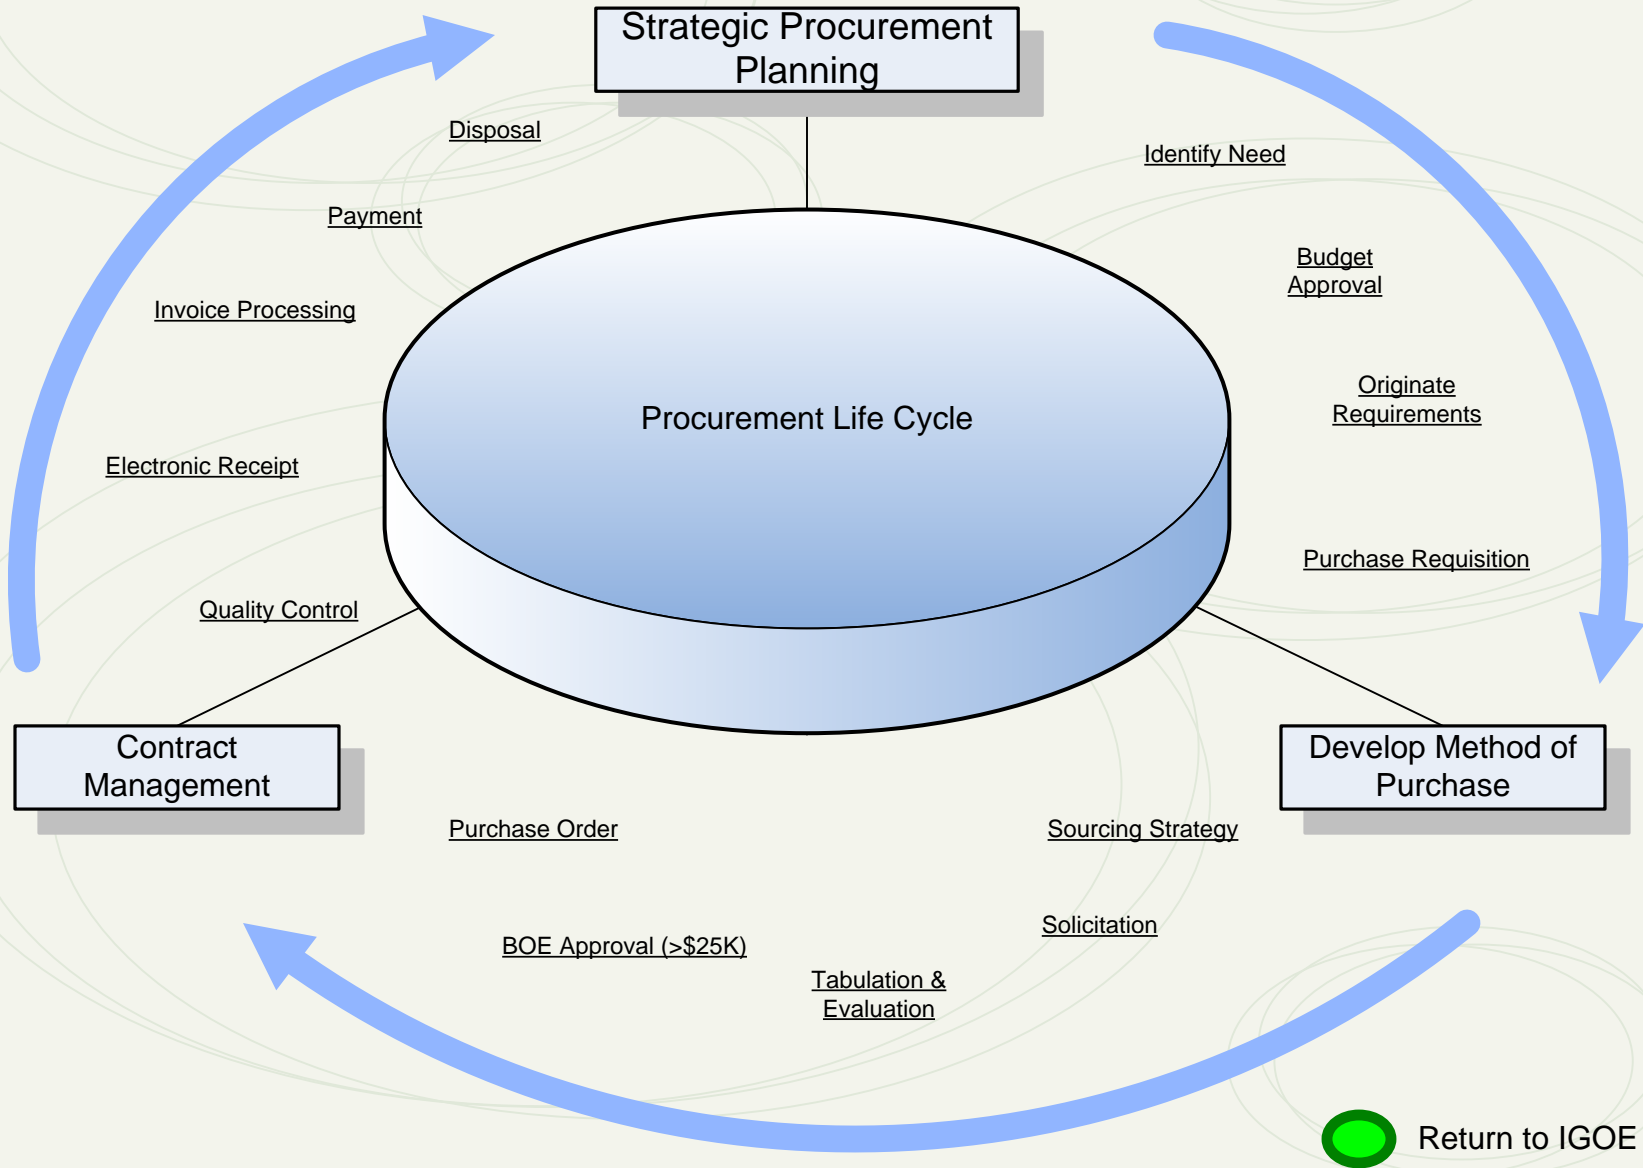 Strategic Procurement
Planning
Disposal
Identify Need
Payment
Budget
Approval
Invoice Processing
Originate
Requirements
Procurement Life Cycle
Electronic Receipt
Purchase Requisition
Quality Control
Contract
Management
Develop Method of
Purchase
Purchase Order
Sourcing Strategy
Solicitation
BOE Approval (>$25K)
Tabulation &
Evaluation
Return to IGOE